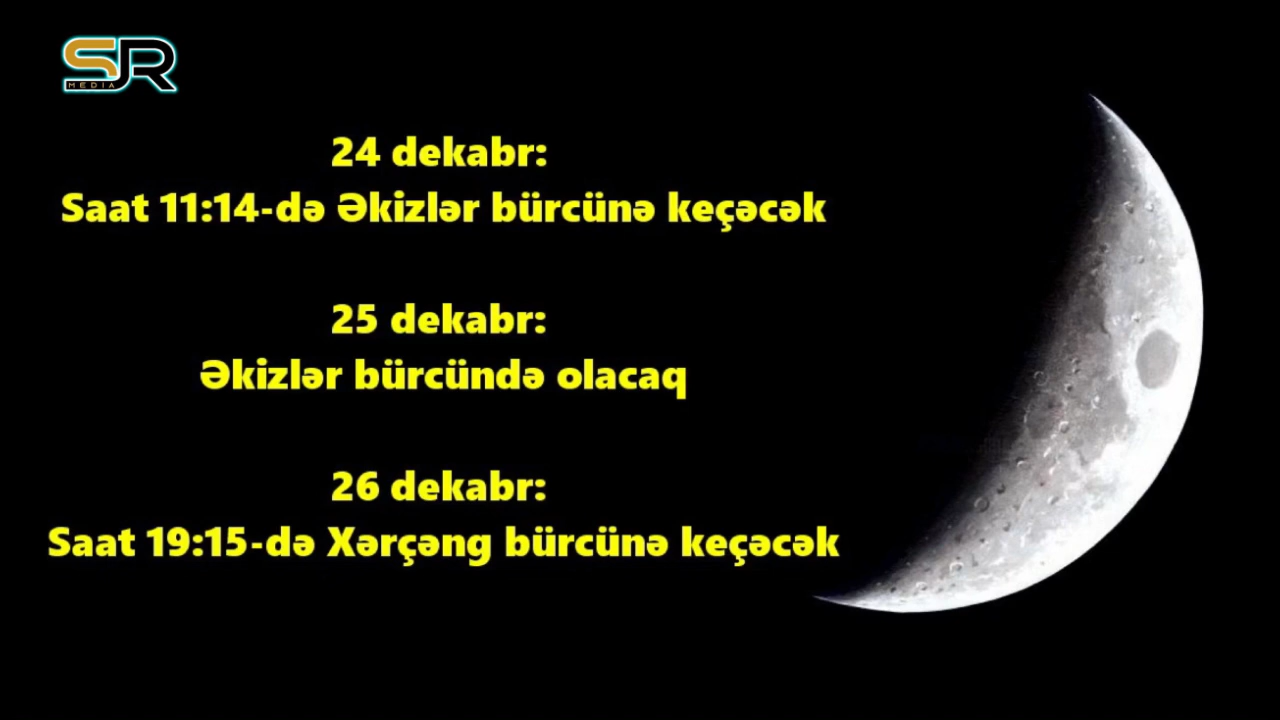 SJR
MEDIA
24 dekabr:
Saat 11:14-də Əkizlər bürcünə keçəcək
25 dekabr:
Əkizlər bürcündə olacaq
26 dekabr:
Saat 19:15-də Xərçəng bürcünə keçəcək